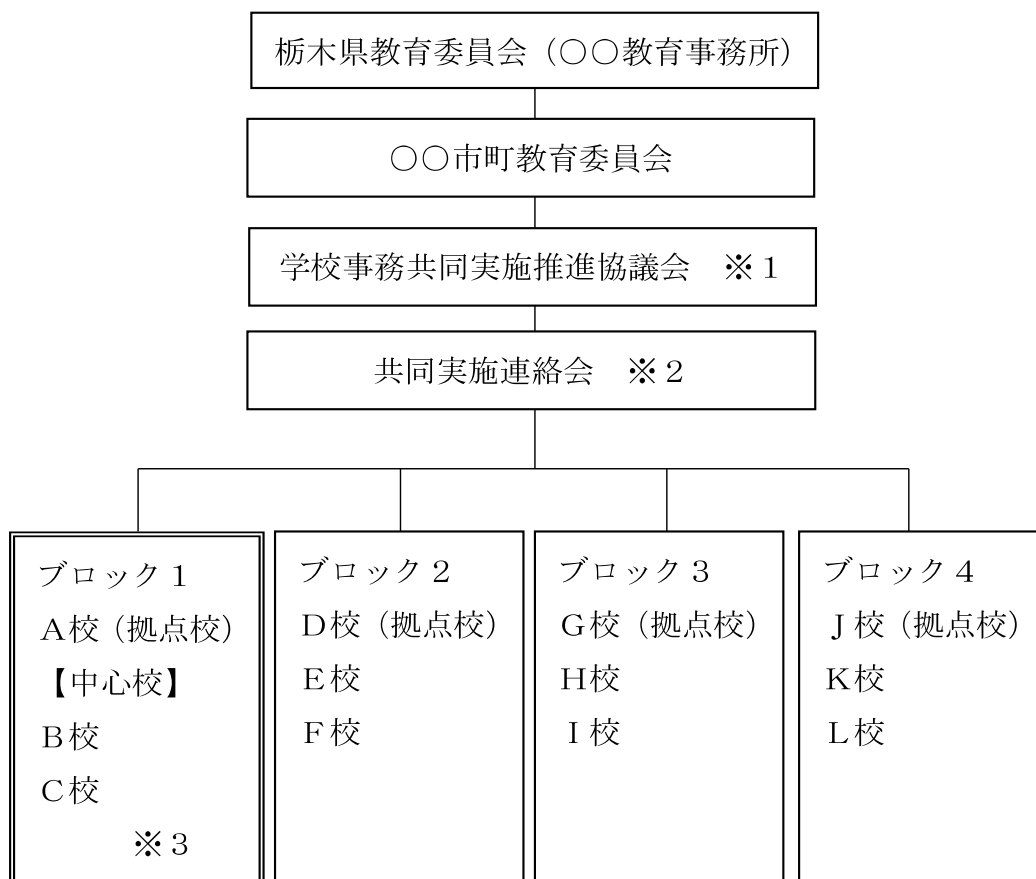 栃木県教育委員会（○○教育事務所）
○○市町教育委員会
学校事務共同実施推進協議会　※１
共同実施連絡会　※２
ブロック１
Ａ校（拠点校）
【中心校】
Ｂ校
Ｃ校
※３
ブロック２
Ｄ校（拠点校）
Ｅ校
Ｆ校
ブロック３
Ｇ校（拠点校）
Ｈ校
Ｉ校
ブロック４
Ｊ校（拠点校）
Ｋ校
Ｌ校